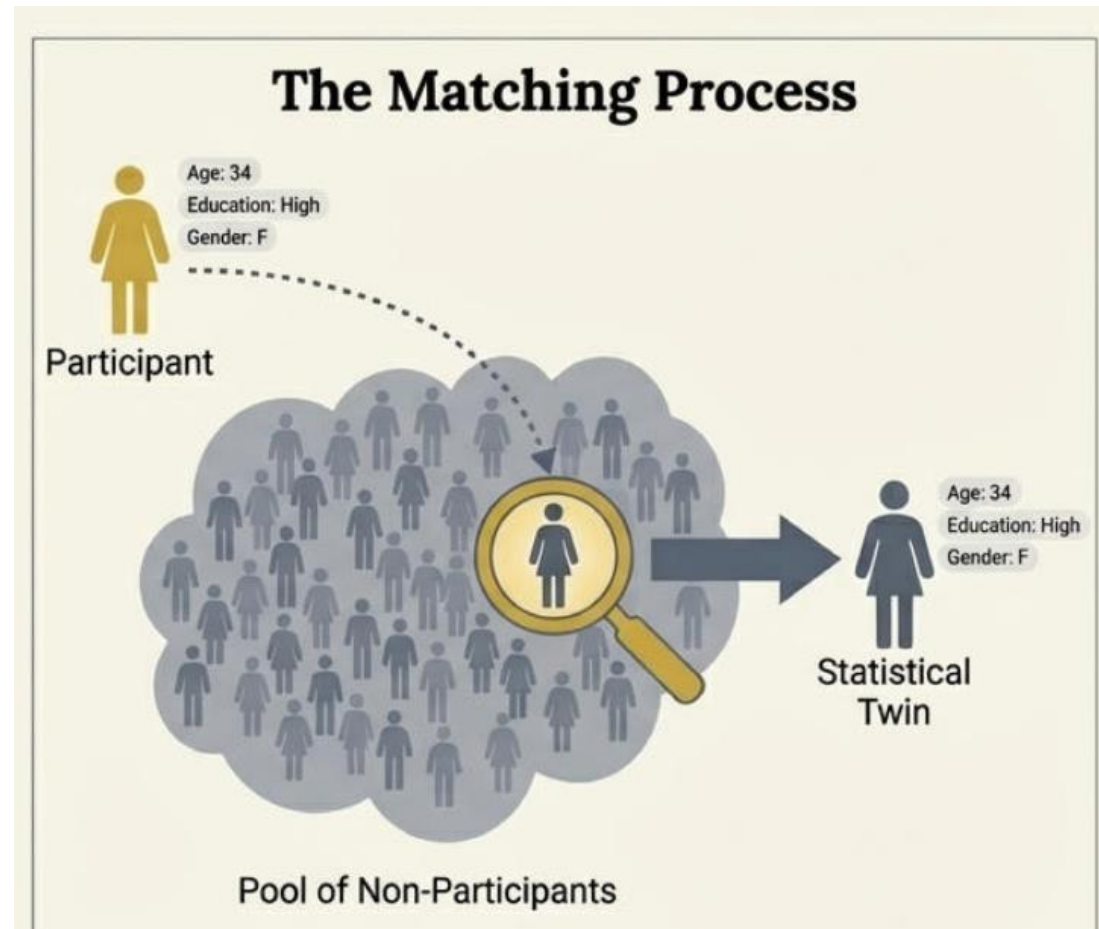 The Matching Process
Age: 34
Education: High
Gender: F
Participant
Age: 34
Education: High
Gender: F
Statistical
Twin
Pool of Non-Participants